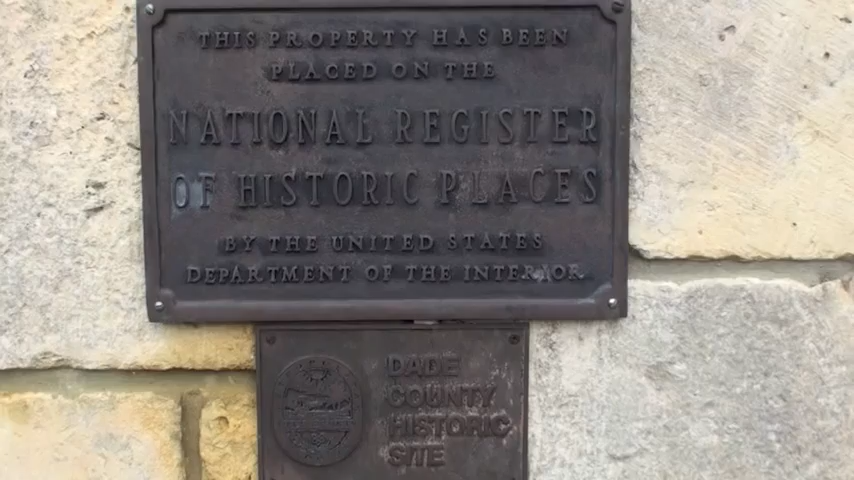 THIS PROPERTY HAS BEEN
PLACED ON THE
NATIONAL REGISTER
OF HISTORIC PLACES
BY THE UNITED STATES
DEPARTMENT OF THE INTERIOR
DADE
COUNTY
HISTORIC
SITE